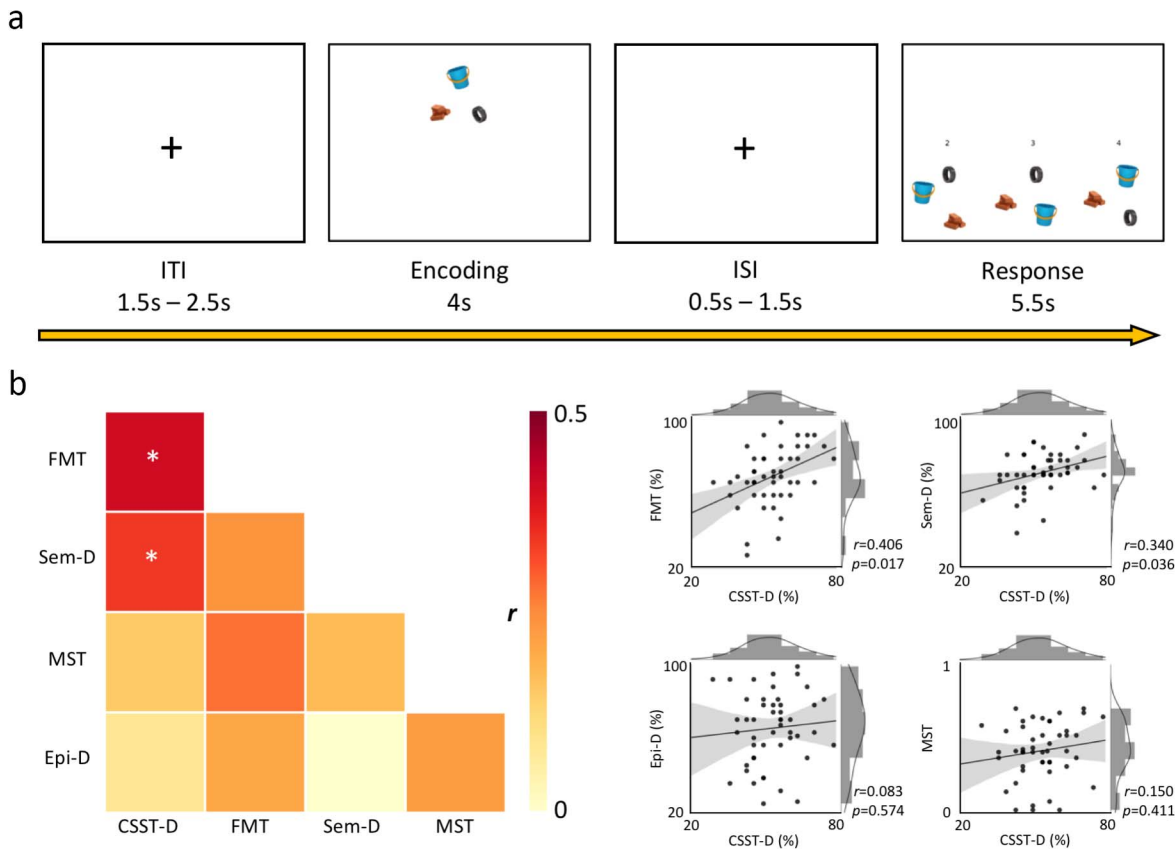 a
+
+
2 3 4
ITI
1.5s – 2.5s
Encoding
4s
ISI
0.5s – 1.5s
Response
5.5s
b
FMT
Sem-D
MST
Epi-D
CSST-D FMT Sem-D MST
* 
*
0.5
r
0
100
FMT (%)
20
20 80
CSST-D (%)
r=0.406
p=0.017
100
Sem-D (%)
20
20 80
CSST-D (%)
r=0.340
p=0.036
100
Epi-D (%)
20
20 80
CSST-D (%)
r=0.083
p=0.574
1
MST
0
20 80
CSST-D (%)
r=0.150
p=0.411